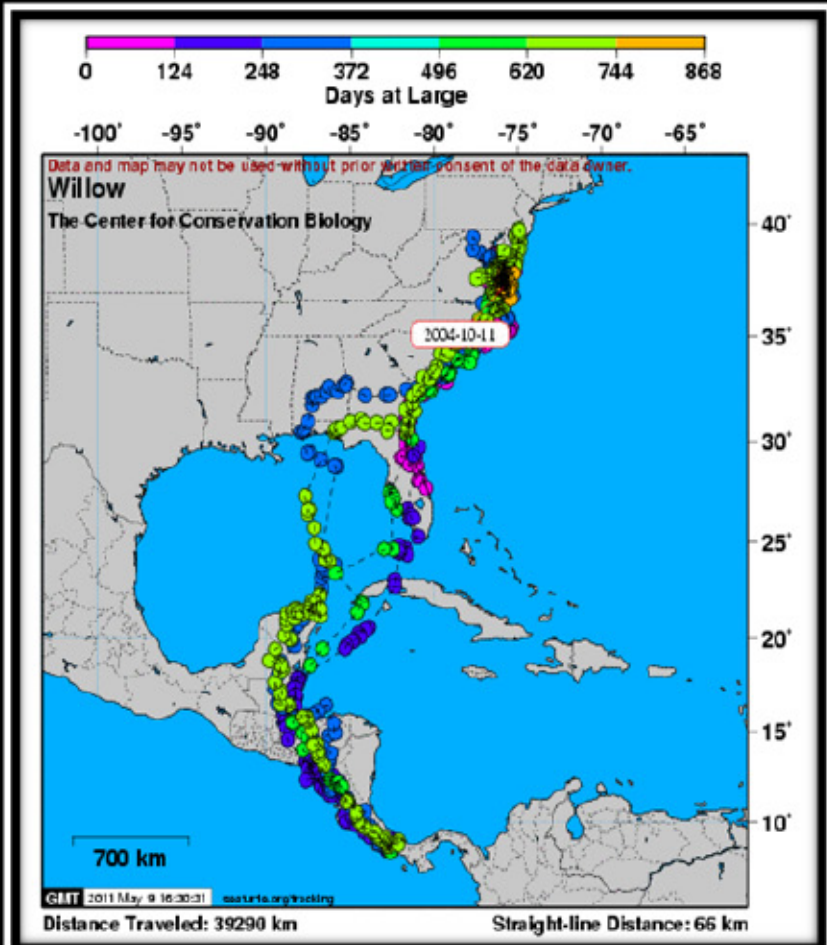 0 124 248 372 496 620 744 868
Days at Large
-100° -95° -90° -85° -80° -75° -70° -65°
Data and map may not be used without prior written consent of the data owner.
Willow
The Center for Conservation Biology
40°
2004-10-11
35°
30°
25°
20°
15°
10°
700 km
GMT 2011 May 9 16:30:31 seaturtle.org/tracking
Distance Traveled: 39290 km Straight-line Distance: 66 km